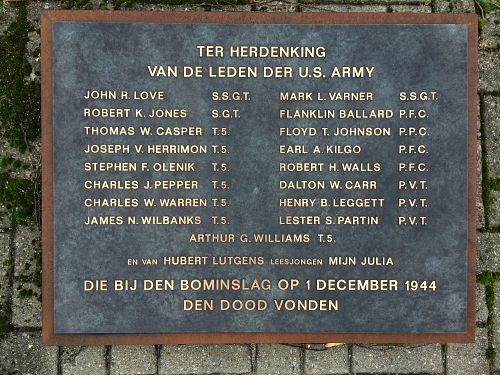 TER HERDENKING
VAN DE LEDEN DER U.S. ARMY
JOHN R. LOVE S.S.G.T. MARK L. VARNER S.S.G.T.
ROBERT K. JONES S.G.T. FLANKLIN BALLARD P.F.C.
THOMAS W. CASPER T.5. FLOYD T. JOHNSON P.P.C.
JOSEPH V. HERRIMON T.5. EARL A. KILGO P.F.C.
STEPHEN F. OLENIK T.5. ROBERT H. WALLS P.F.C.
CHARLES J. PEPPER T.5. DALTON W. CARR P.V.T.
CHARLES W. WARREN T.5. HENRY B. LEGGETT P.V.T.
JAMES N. WILBANKS T.5. LESTER S. PARTIN P.V.T.
ARTHUR G. WILLIAMS T.5.
EN VAN HUBERT LUTGENS LEESJONGEN MIJN JULIA
DIE BIJ DEN BOMINSLAG OP 1 DECEMBER 1944
DEN DOOD VONDEN